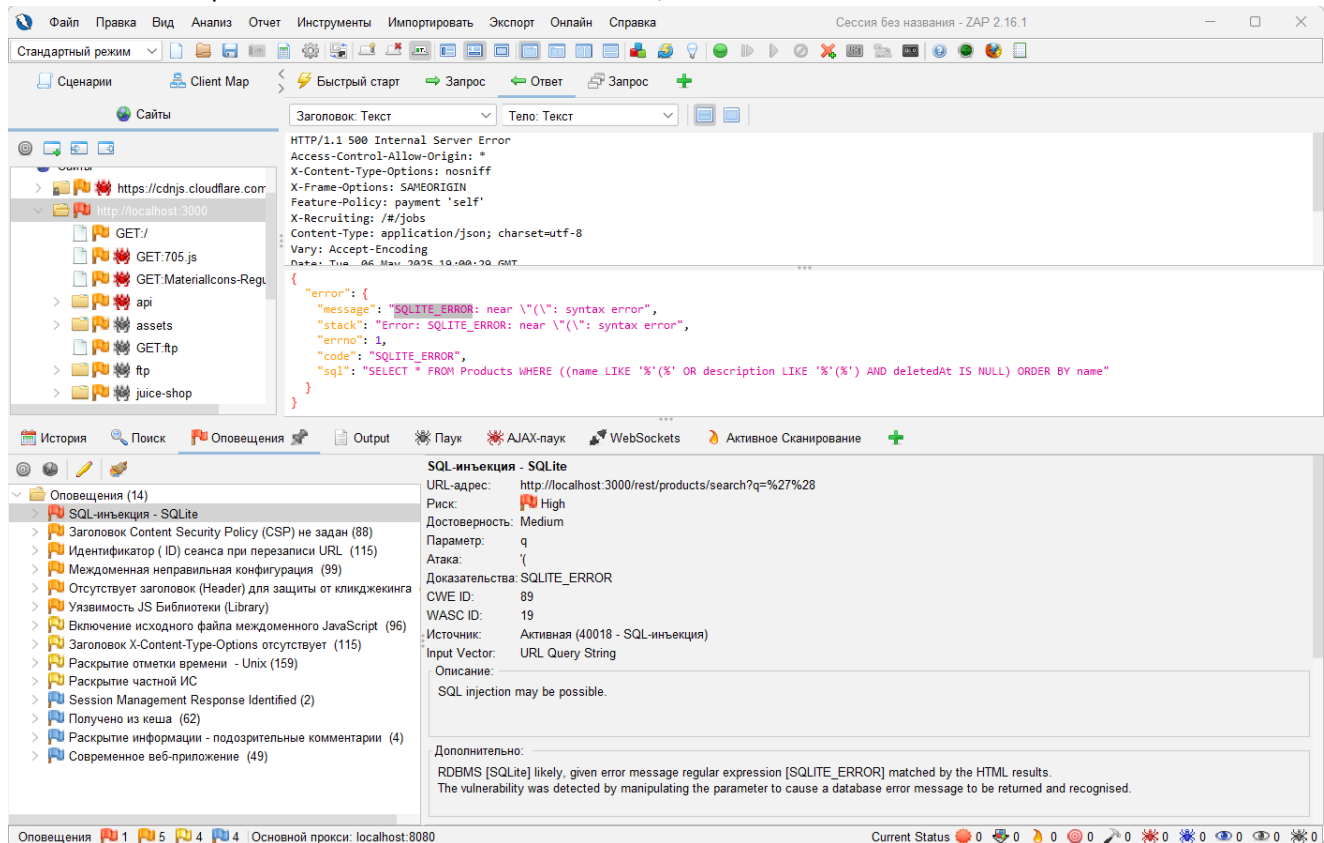 Файл Правка Вид Анализ Отчет Инструменты Импортировать Экспорт Онлайн Справка Сессия без названия - ZAP 2.16.1
Стандартный режим
Сценарии Client Map Быстрый старт Запрос Ответ Запрос
Сайты
Заголовок: Текст Тело: Текст
HTTP/1.1 500 Internal Server Error
Access-Control-Allow-Origin: *
X-Content-Type-Options: nosniff
X-Frame-Options: SAMEORIGIN
Feature-Policy: payment 'self'
X-Recruiting: /#/jobs
Content-Type: application/json; charset=utf-8
Vary: Accept-Encoding
Date: Tue, 06 May 2025 19:00:29 GMT
Сайты
https://cdnjs.cloudflare.com
http://localhost:3000
GET:/
GET:705.js
GET:MaterialIcons-Regu
api
assets
GET:ftp
ftp
juice-shop
{
"error": {
"message": "SQLITE_ERROR: near \"(\": syntax error",
"stack": "Error: SQLITE_ERROR: near \"(\": syntax error",
"errno": 1,
"code": "SQLITE_ERROR",
"sql": "SELECT * FROM Products WHERE ((name LIKE '%'(%' OR description LIKE '%'(%') AND deletedAt IS NULL) ORDER BY name"
}
}
История Поиск Оповещения Output Паук AJAX-паук WebSockets Активное Сканирование
Оповещения (14)
SQL-инъекция - SQLite
Заголовок Content Security Policy (CSP) не задан (88)
Идентификатор ( ID) сеанса при перезаписи URL (115)
Междоменная неправильная конфигурация (99)
Отсутствует заголовок (Header) для защиты от кликджекинга
Уязвимость JS Библиотеки (Library)
Включение исходного файла междоменного JavaScript (96)
Заголовок X-Content-Type-Options отсутствует (115)
Раскрытие отметки времени - Unix (159)
Раскрытие частной ИС
Session Management Response Identified (2)
Получено из кеша (62)
Раскрытие информации - подозрительные комментарии (4)
Современное веб-приложение (49)
SQL-инъекция - SQLite
URL-адрес: http://localhost:3000/rest/products/search?q=%27%28
Риск: High
Достоверность: Medium
Параметр: q
Атака: '(
Доказательства: SQLITE_ERROR
CWE ID: 89
WASC ID: 19
Источник: Активная (40018 - SQL-инъекция)
Input Vector: URL Query String
Описание:
SQL injection may be possible.
Дополнительно:
RDBMS [SQLite] likely, given error message regular expression [SQLITE_ERROR] matched by the HTML results.
The vulnerability was detected by manipulating the parameter to cause a database error message to be returned and recognised.
Оповещения 1 5 4 4 Основной прокси: localhost:8080 Current Status 0 0 0 0 0 0 0 0 0 0